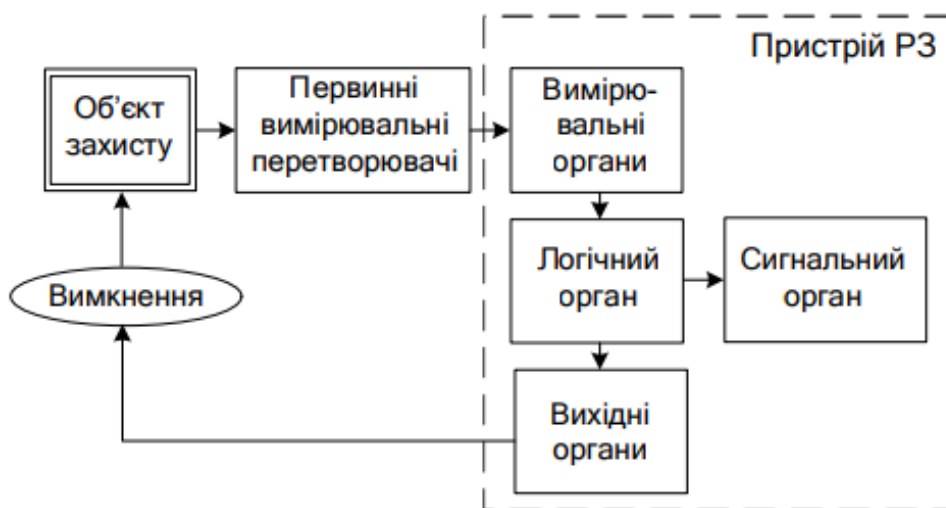 Пристрій РЗ
Об’єкт
захисту
Первинні
вимірювальні
перетворювачі
Вимірю-
вальні
органи
Логічний
орган
Сигнальний
орган
Вимкнення
Вихідні
органи